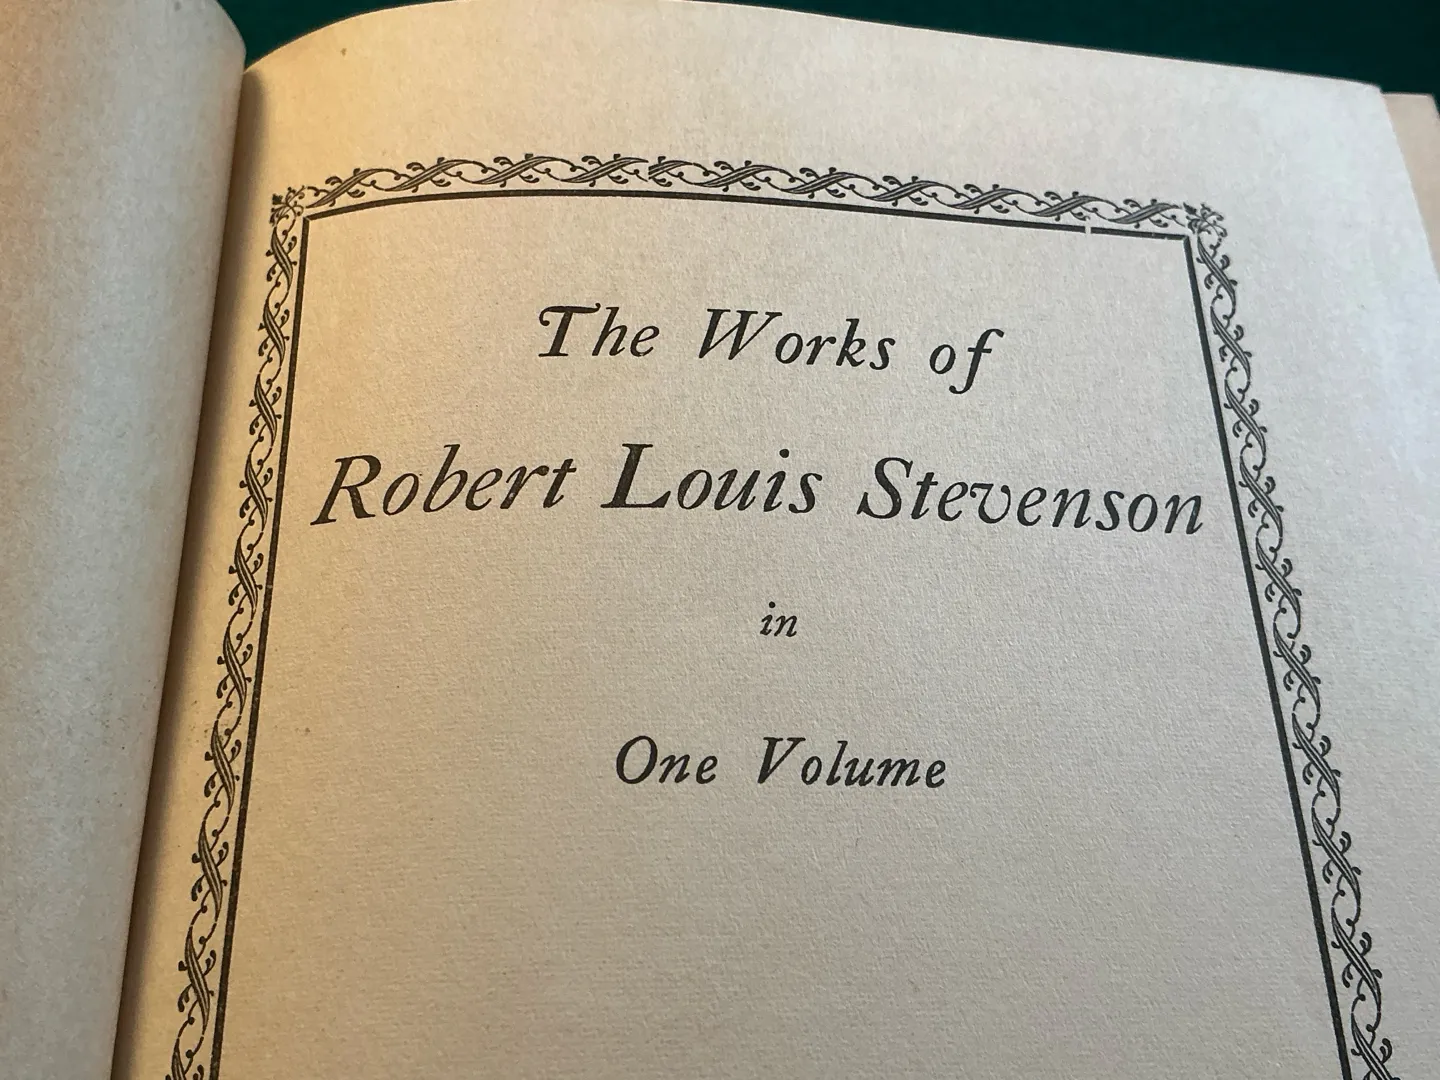 The Works of
Robert Louis Stevenson
in
One Volume